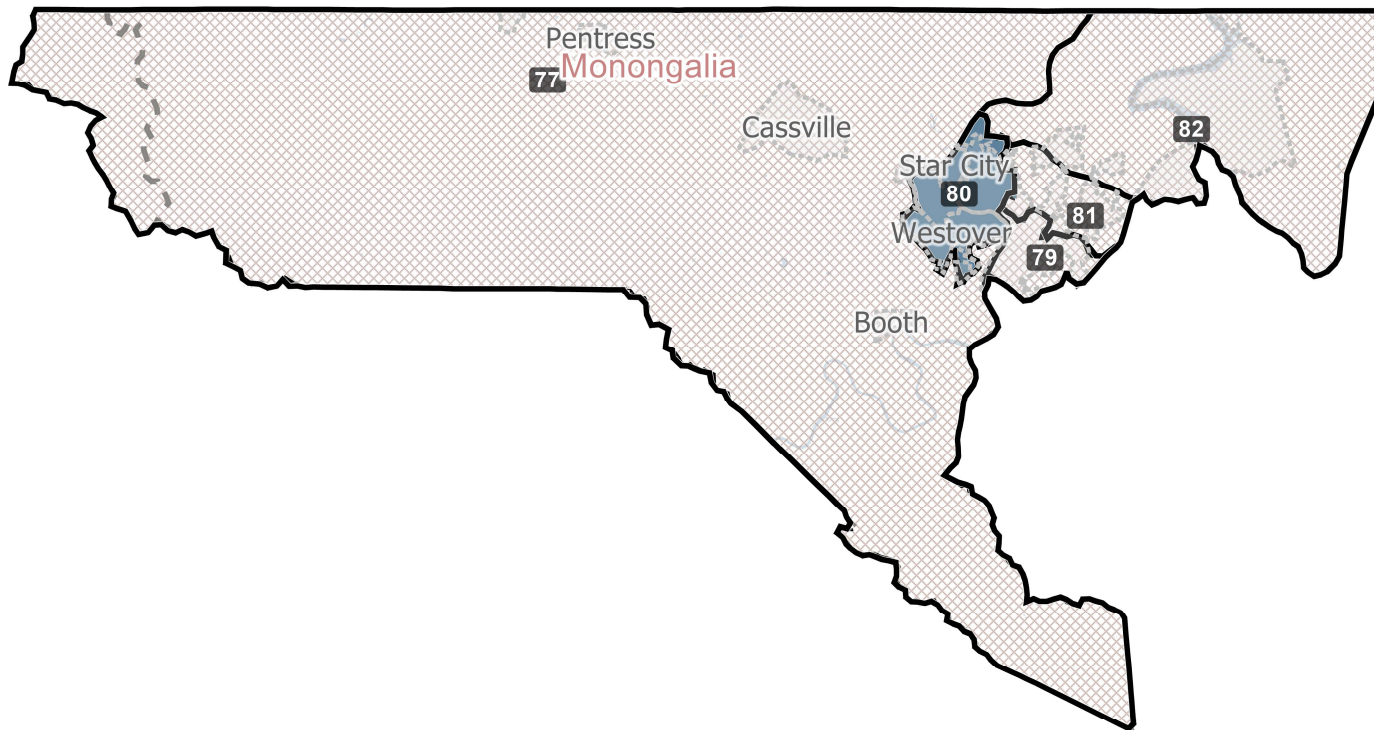 Pentress
Monongalia
77
Cassville
82
Star City
80
81
Westover
79
Booth